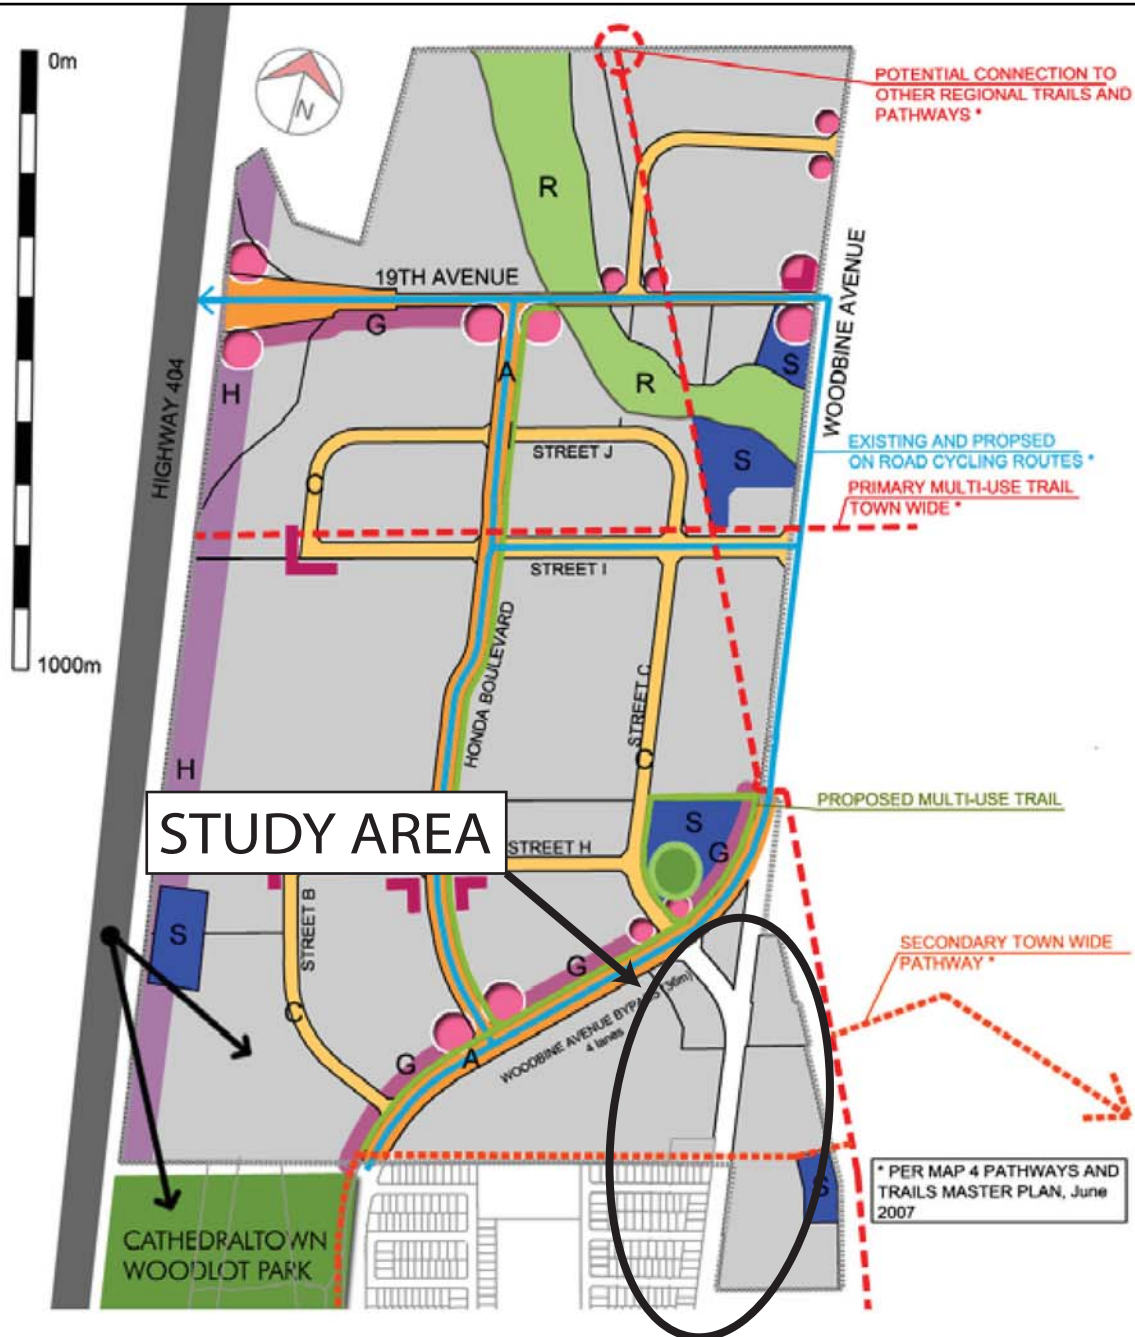 0m
1000m
N
POTENTIAL CONNECTION TO
OTHER REGIONAL TRAILS AND
PATHWAYS *
R
19TH AVENUE
G
H
A
R
S
WOODBINE AVENUE
HIGHWAY 404
EXISTING AND PROPSED
ON ROAD CYCLING ROUTES *
STREET J
S
C
PRIMARY MULTI-USE TRAIL
TOWN WIDE *
STREET I
HONDA BOULEVARD
STREET C
C
H
PROPOSED MULTI-USE TRAIL
STUDY AREA
S
G
STREET H
STREET B
S
SECONDARY TOWN WIDE
PATHWAY *
G
C
WOODBINE AVENUE BYPASS (36m)
4 lanes
G
A
* PER MAP 4 PATHWAYS AND
TRAILS MASTER PLAN, June
2007
S
CATHEDRALTOWN
WOODLOT PARK